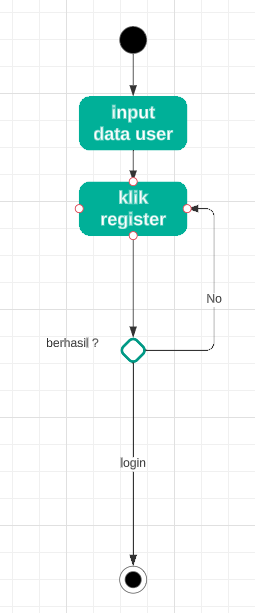 input
data user
klik
register
No
berhasil ?
login